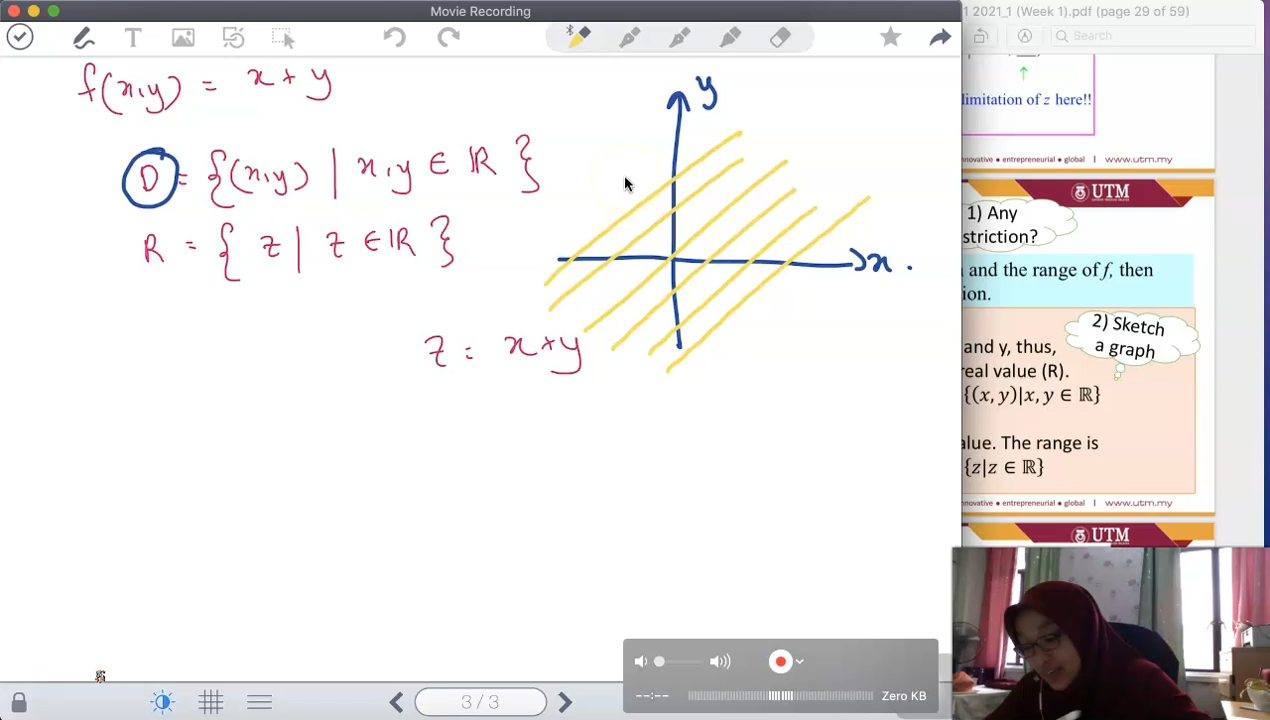 Movie Recording
1 2021_1 (Week 1).pdf (page 29 of 59)
T
Search
f(x,y) = x + y
D = {(x,y) | x,y ∈ ℝ }
R = { z | z ∈ ℝ }
z = x + y
y
x .
limitation of z here!!
innovative ● entrepreneurial ● global | www.utm.my
UTM
1) Any
striction?
and the range of f, then
ion.
2) Sketch
a graph
and y, thus,
real value (R).
{(x, y)|x, y ∈ ℝ}
alue. The range is
{z|z ∈ ℝ}
nnovative ● entrepreneurial ● global | www.utm.my
UTM
3 / 3
--:--
Zero KB